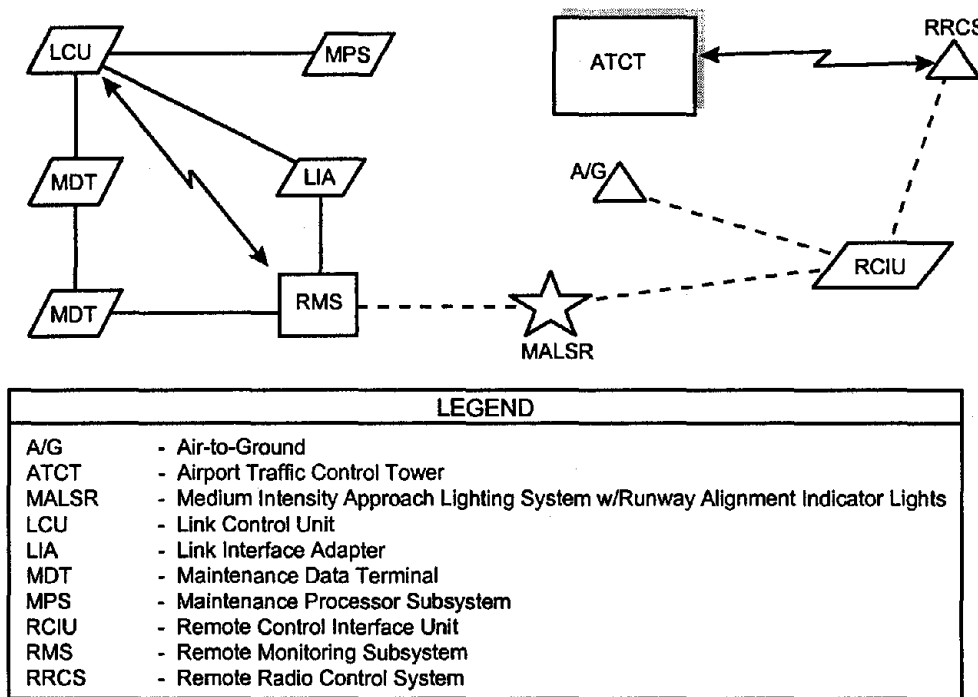 LCU
MPS
ATCT
RRCS
MDT
LIA
A/G
RCIU
MDT
RMS
MALSR
LEGEND
A/G - Air-to-Ground
ATCT - Airport Traffic Control Tower
MALSR - Medium Intensity Approach Lighting System w/Runway Alignment Indicator Lights
LCU - Link Control Unit
LIA - Link Interface Adapter
MDT - Maintenance Data Terminal
MPS - Maintenance Processor Subsystem
RCIU - Remote Control Interface Unit
RMS - Remote Monitoring Subsystem
RRCS - Remote Radio Control System